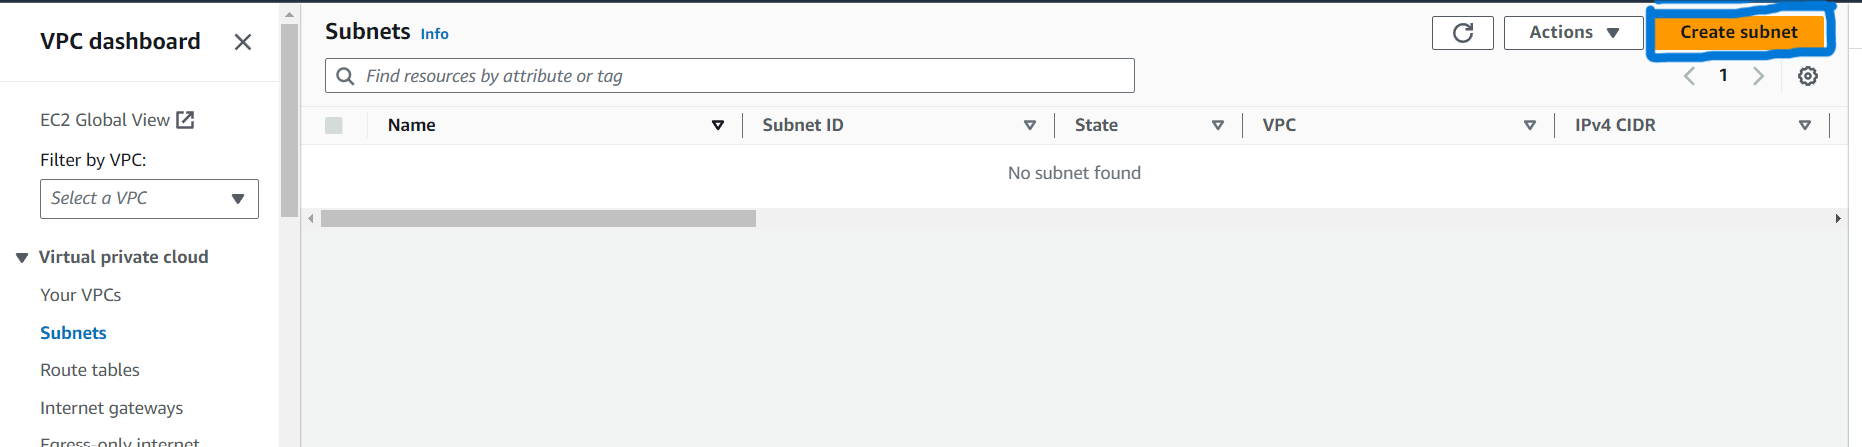 VPC dashboard
EC2 Global View
Filter by VPC:
Select a VPC
Virtual private cloud
Your VPCs
Subnets
Route tables
Internet gateways
Egress-only internet
Subnets Info
Actions
Create subnet
Find resources by attribute or tag
1
Name Subnet ID State VPC IPv4 CIDR
No subnet found